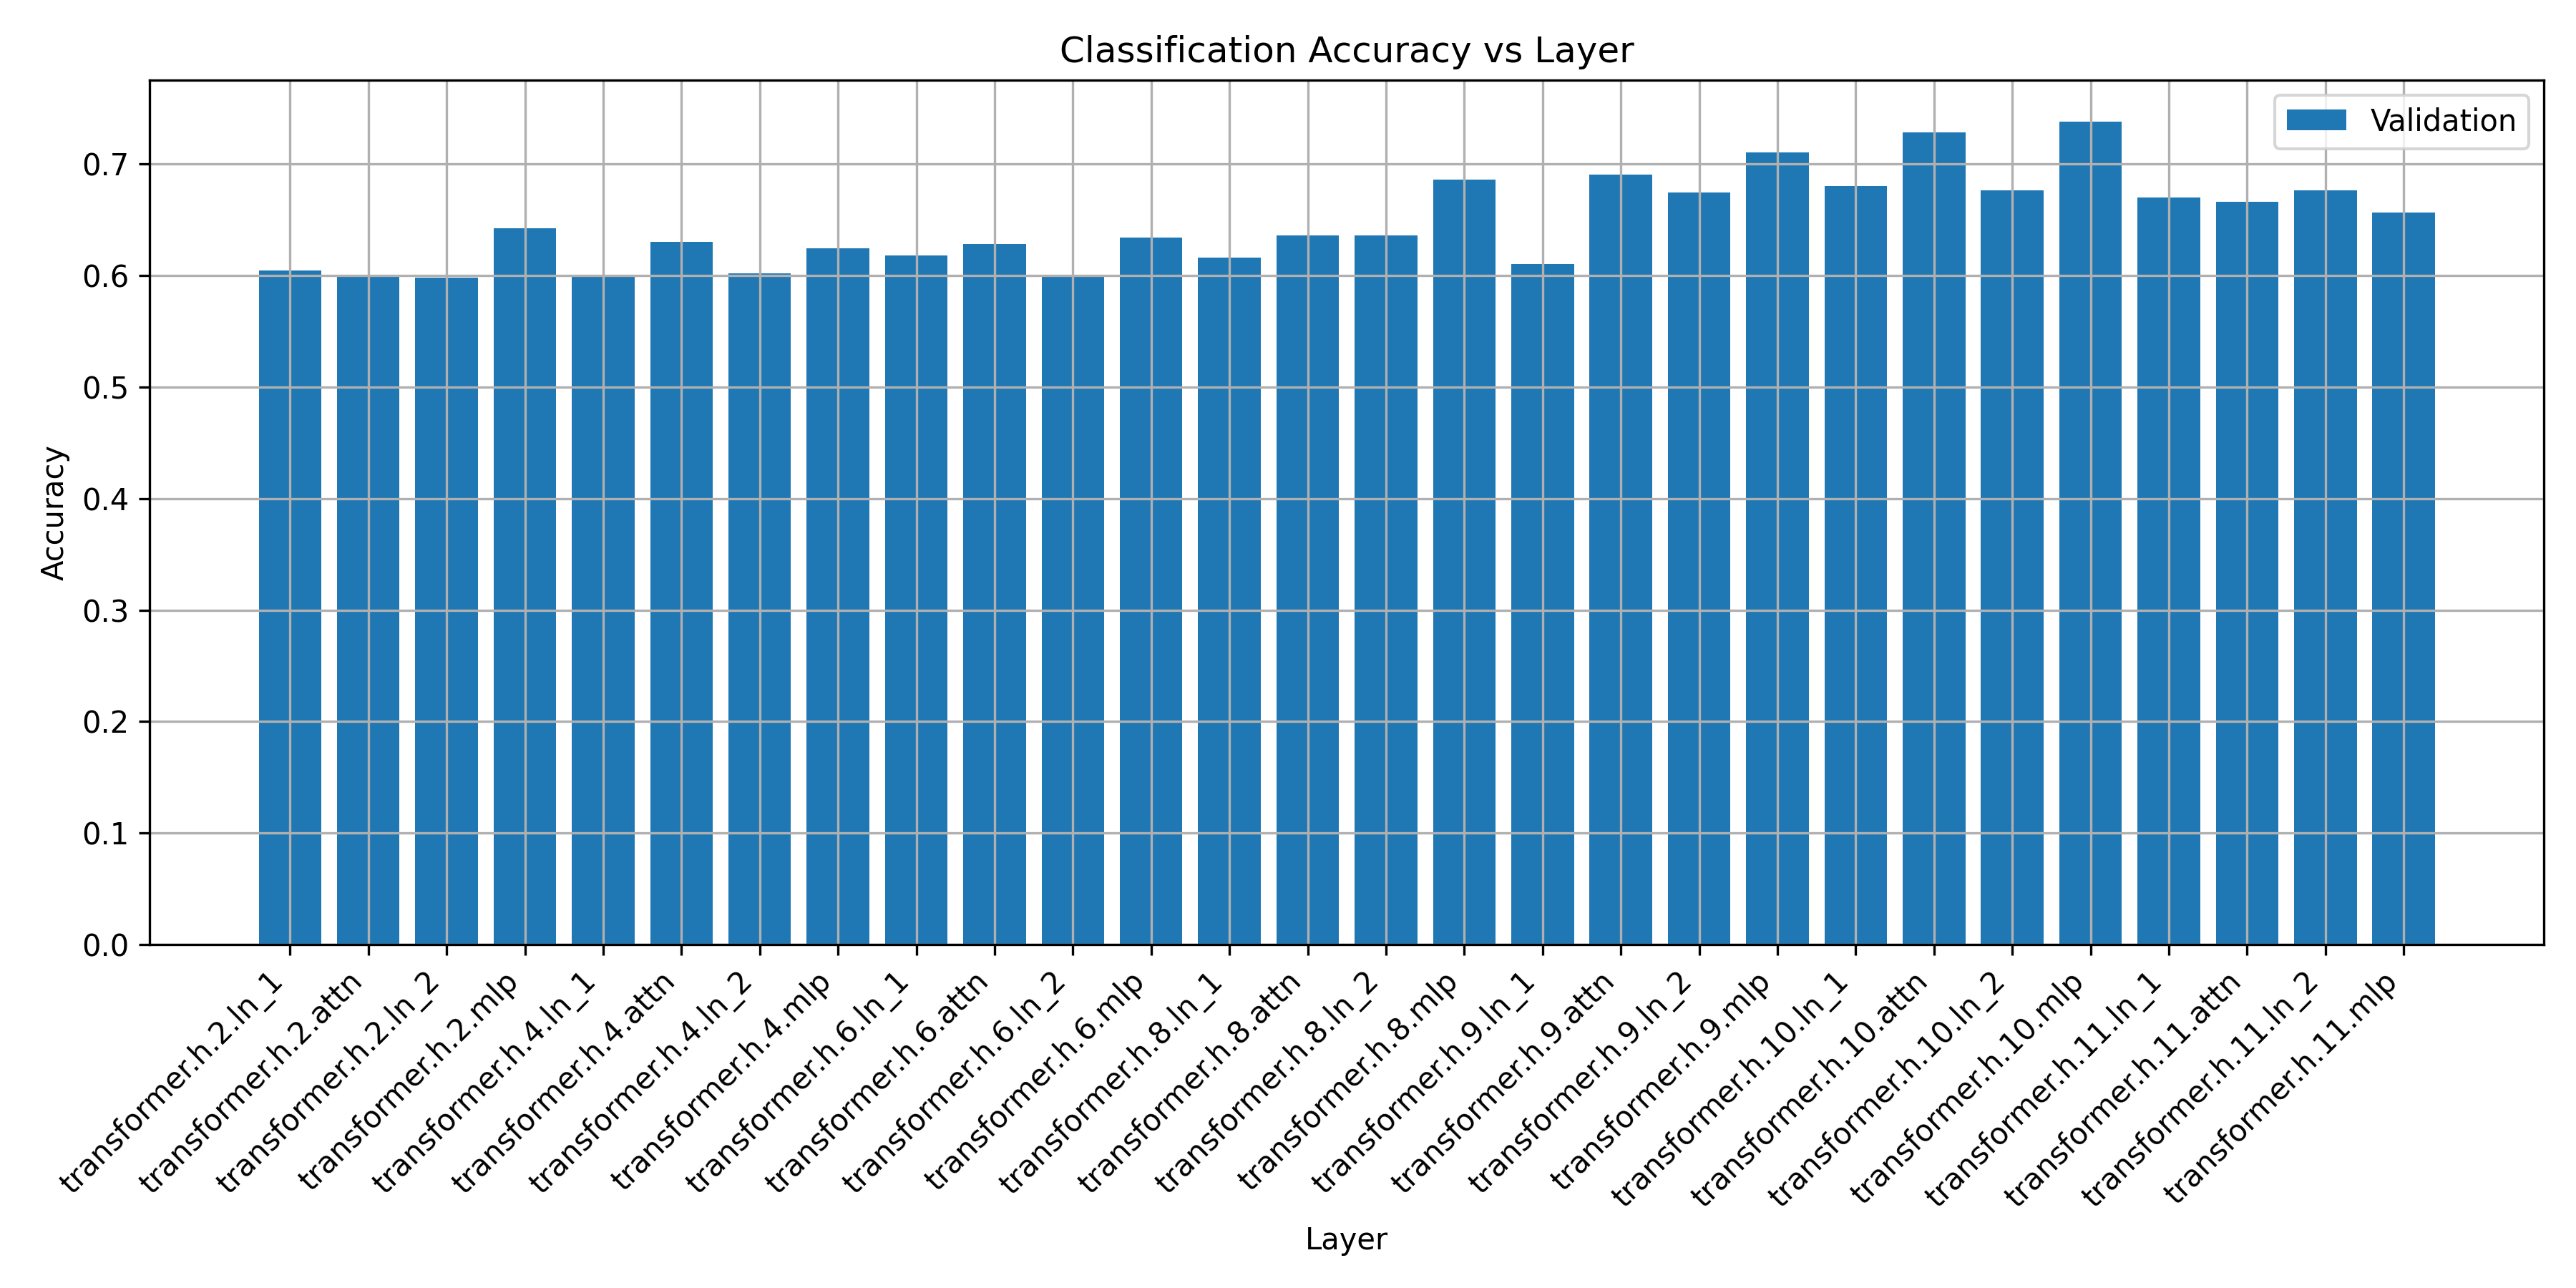 Classification Accuracy vs Layer
Validation
Accuracy
0.7
0.6
0.5
0.4
0.3
0.2
0.1
0.0
transformer.h.2.ln_1
transformer.h.2.attn
transformer.h.2.ln_2
transformer.h.2.mlp
transformer.h.4.ln_1
transformer.h.4.attn
transformer.h.4.ln_2
transformer.h.4.mlp
transformer.h.6.ln_1
transformer.h.6.attn
transformer.h.6.ln_2
transformer.h.6.mlp
transformer.h.8.ln_1
transformer.h.8.attn
transformer.h.8.ln_2
transformer.h.8.mlp
transformer.h.9.ln_1
transformer.h.9.attn
transformer.h.9.ln_2
transformer.h.9.mlp
transformer.h.10.ln_1
transformer.h.10.attn
transformer.h.10.ln_2
transformer.h.10.mlp
transformer.h.11.ln_1
transformer.h.11.attn
transformer.h.11.ln_2
transformer.h.11.mlp
Layer